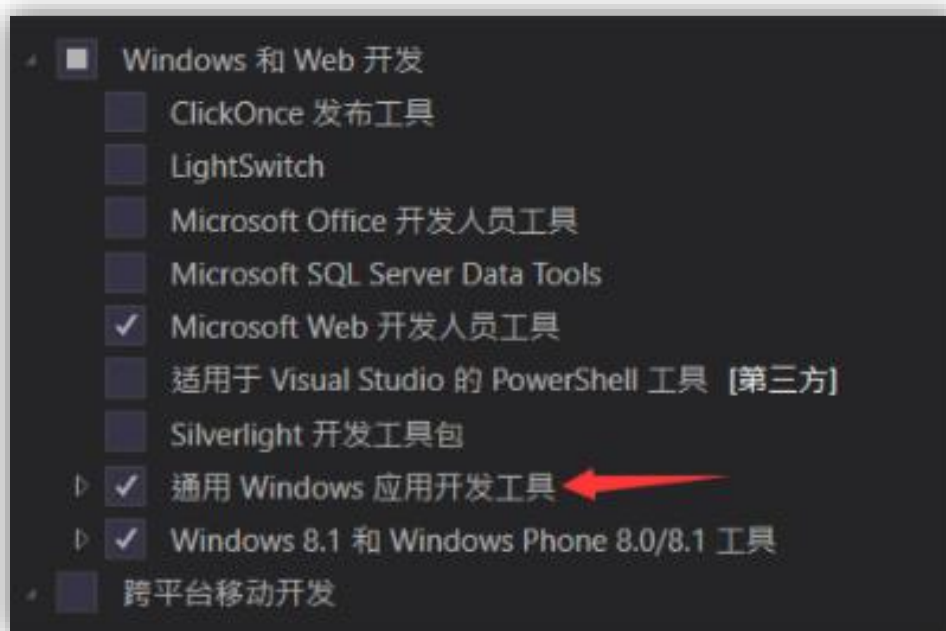 Windows 和 Web 开发
ClickOnce 发布工具
LightSwitch
Microsoft Office 开发人员工具
Microsoft SQL Server Data Tools
Microsoft Web 开发人员工具
适用于 Visual Studio 的 PowerShell 工具 [第三方]
Silverlight 开发工具包
通用 Windows 应用开发工具
Windows 8.1 和 Windows Phone 8.0/8.1 工具
跨平台移动开发